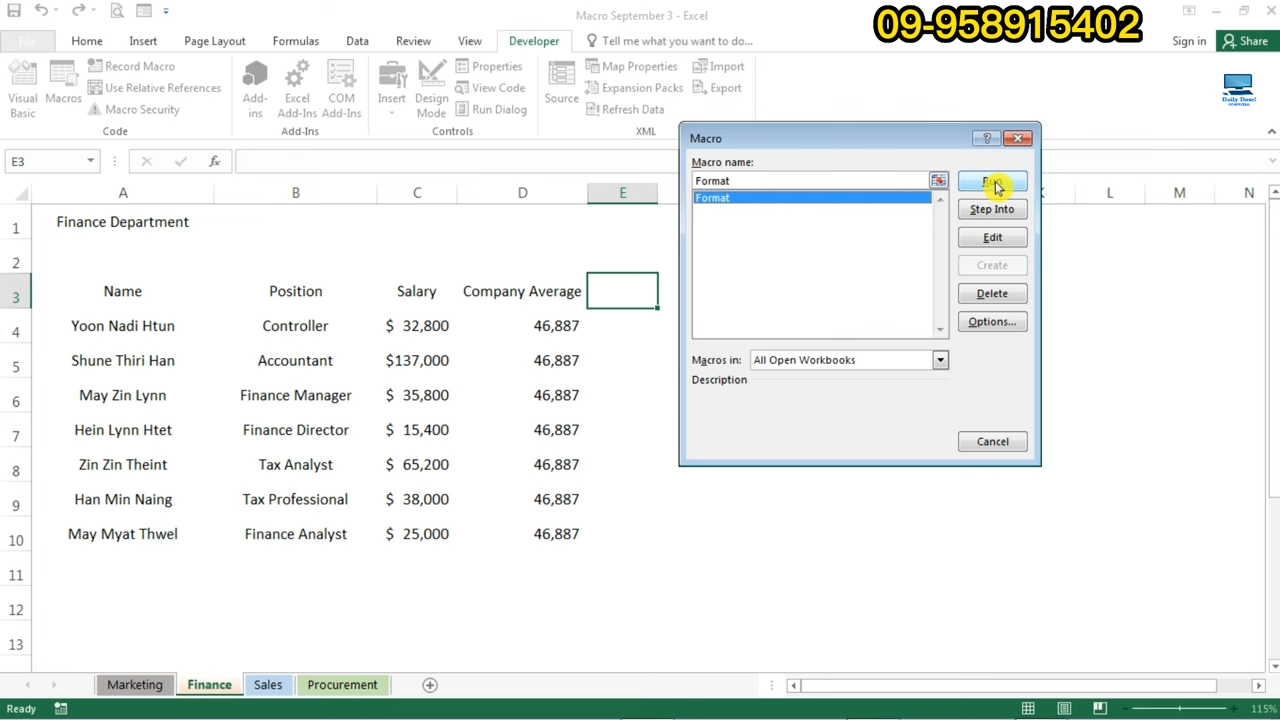 Macro September 3 - Excel
09-958915402
File Home Insert Page Layout Formulas Data Review View Developer Tell me what you want to do... Sign in Share
Visual Basic
Macros
Record Macro
Use Relative References
Macro Security
Code
Add-ins
Excel Add-Ins
COM Add-Ins
Add-Ins
Insert
Design Mode
Properties
View Code
Run Dialog
Controls
Source
Map Properties
Expansion Packs
Refresh Data
Import
Export
XML
Daily Dose!
E3
fx
A B C D E K L M N
1 Finance Department
2
3 Name Position Salary Company Average
4 Yoon Nadi Htun Controller $ 32,800 46,887
5 Shune Thiri Han Accountant $137,000 46,887
6 May Zin Lynn Finance Manager $ 35,800 46,887
7 Hein Lynn Htet Finance Director $ 15,400 46,887
8 Zin Zin Theint Tax Analyst $ 65,200 46,887
9 Han Min Naing Tax Professional $ 38,000 46,887
10 May Myat Thwel Finance Analyst $ 25,000 46,887
11
12
13
Macro
?
Macro name:
Format
Format
Run
Step Into
Edit
Create
Delete
Options...
Macros in: All Open Workbooks
Description
Cancel
Marketing Finance Sales Procurement
Ready
115%